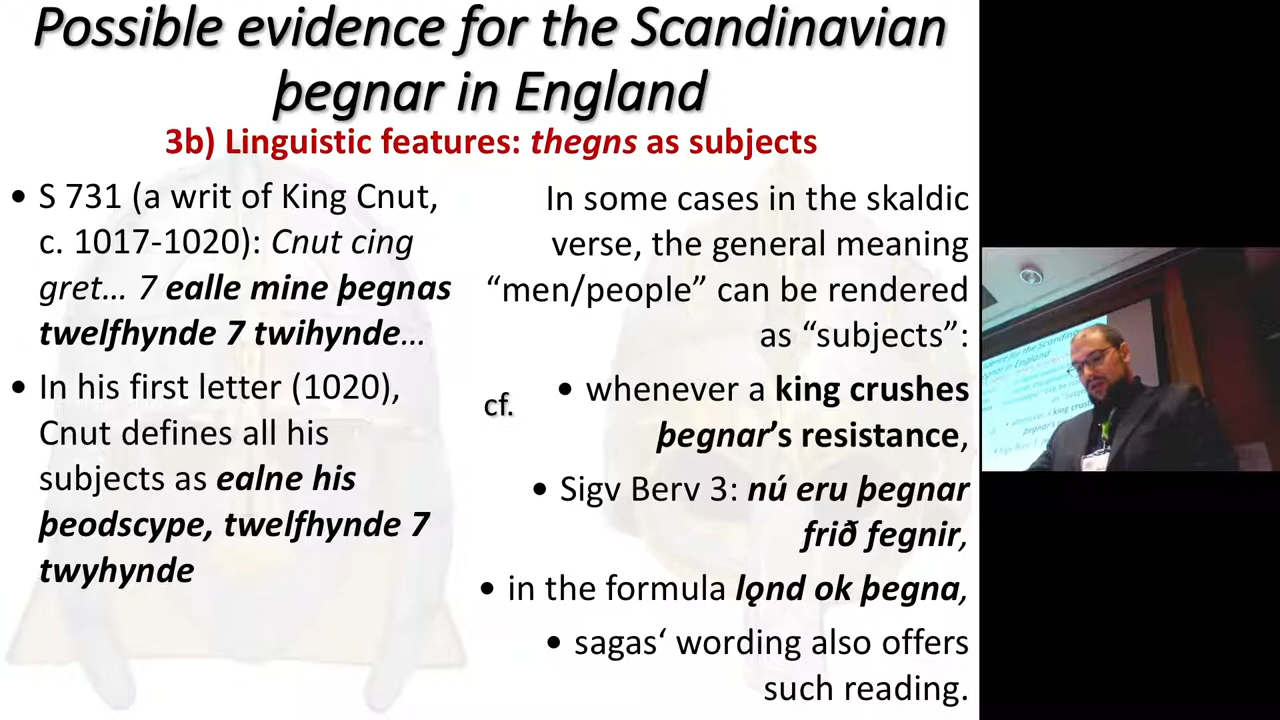 Possible evidence for the Scandinavian
þegnar in England
3b) Linguistic features: thegns as subjects
• S 731 (a writ of King Cnut,
c. 1017-1020): Cnut cing
gret… 7 ealle mine þegnas
twelfhynde 7 twihynde…
• In his first letter (1020),
Cnut defines all his
subjects as ealne his
þeodscype, twelfhynde 7
twyhynde
cf.
In some cases in the skaldic
verse, the general meaning
“men/people” can be rendered
as “subjects”:
• whenever a king crushes
þegnar’s resistance,
• Sigv Berv 3: nú eru þegnar
frið fegnir,
• in the formula lǫnd ok þegna,
• sagas‘ wording also offers
such reading.